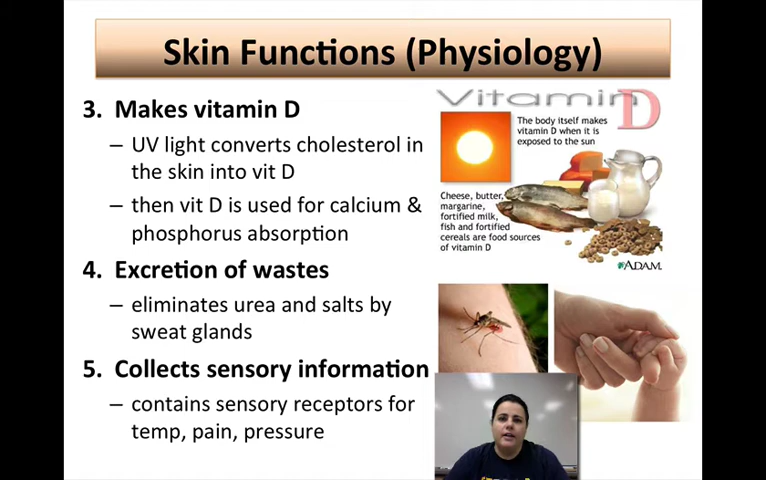 Skin Functions (Physiology)
3. Makes vitamin D
– UV light converts cholesterol in
the skin into vit D
– then vit D is used for calcium &
phosphorus absorption
4. Excretion of wastes
– eliminates urea and salts by
sweat glands
5. Collects sensory information
– contains sensory receptors for
temp, pain, pressure
Vitamin D
The body itself makes
vitamin D when it is
exposed to the sun
Cheese, butter,
margarine,
fortified milk,
fish and fortified
cereals are food sources
of vitamin D
ADAM.